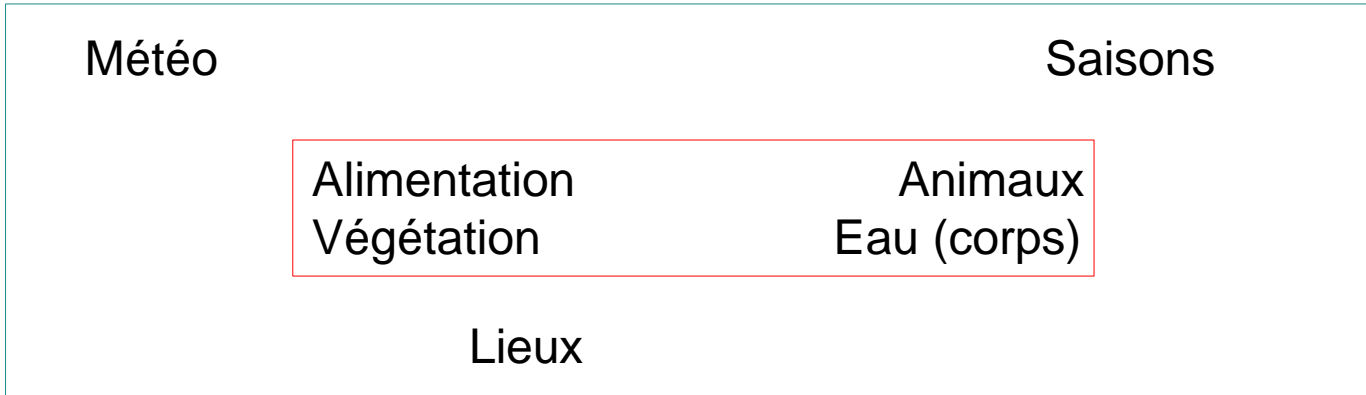 Météo Saisons
Alimentation Animaux
Végétation Eau (corps)
Lieux